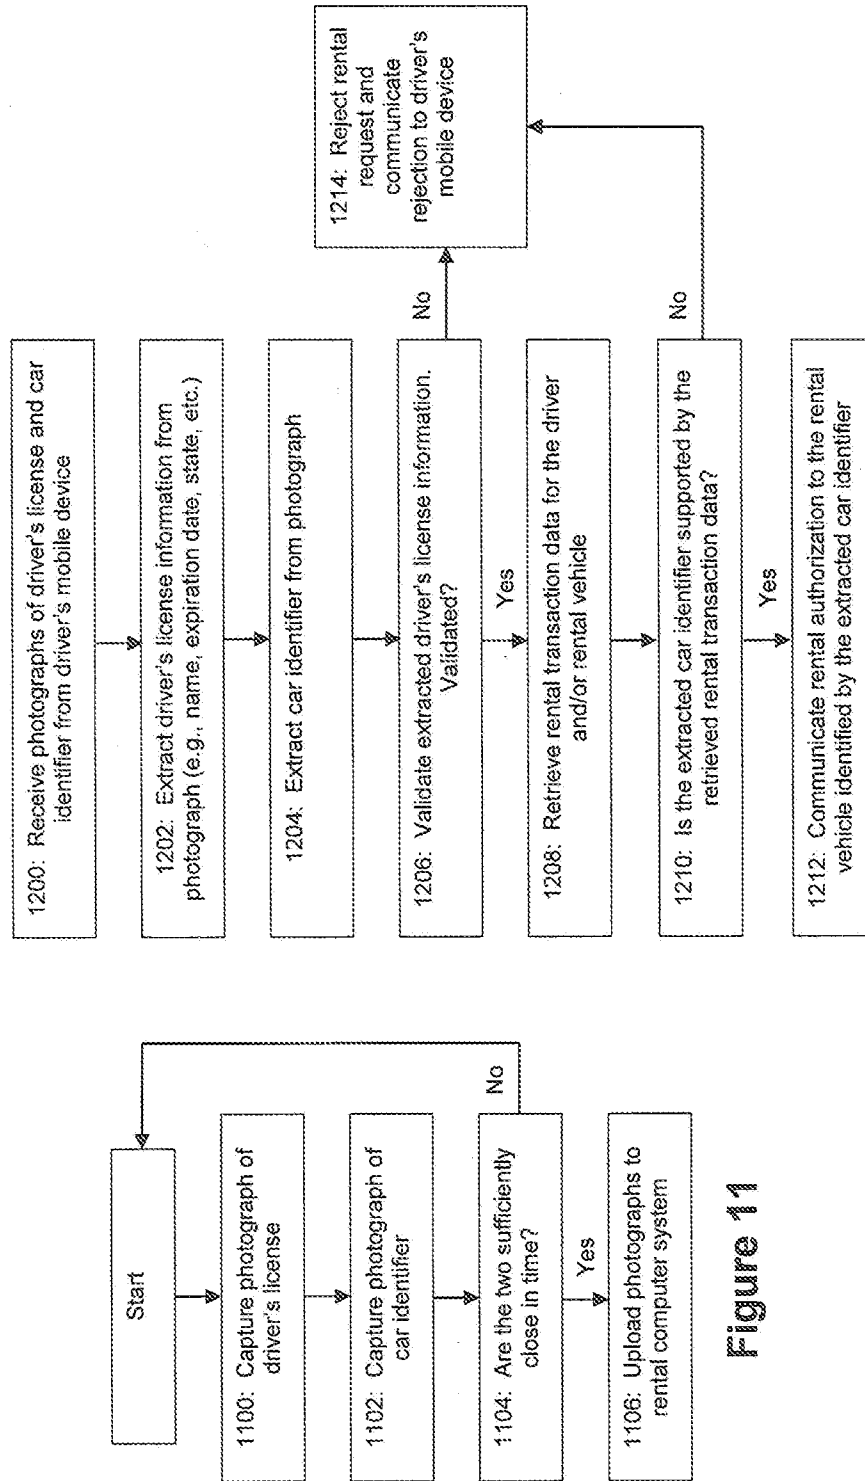 Start
1100: Capture photograph of
driver's license
1102: Capture photograph of
car identifier
1104: Are the two sufficiently
close in time?
No
Yes
1106: Upload photographs to
rental computer system
Figure 11
1200: Receive photographs of driver's license and car
identifier from driver's mobile device
1202: Extract driver's license information from
photograph (e.g., name, expiration date, state, etc.)
1204: Extract car identifier from photograph
1206: Validate extracted driver's license information.
Validated?
No
Yes
1208: Retrieve rental transaction data for the driver
and/or rental vehicle
1210: Is the extracted car identifier supported by the
retrieved rental transaction data?
No
Yes
1212: Communicate rental authorization to the rental
vehicle identified by the extracted car identifier
1214: Reject rental
request and
communicate
rejection to driver's
mobile device